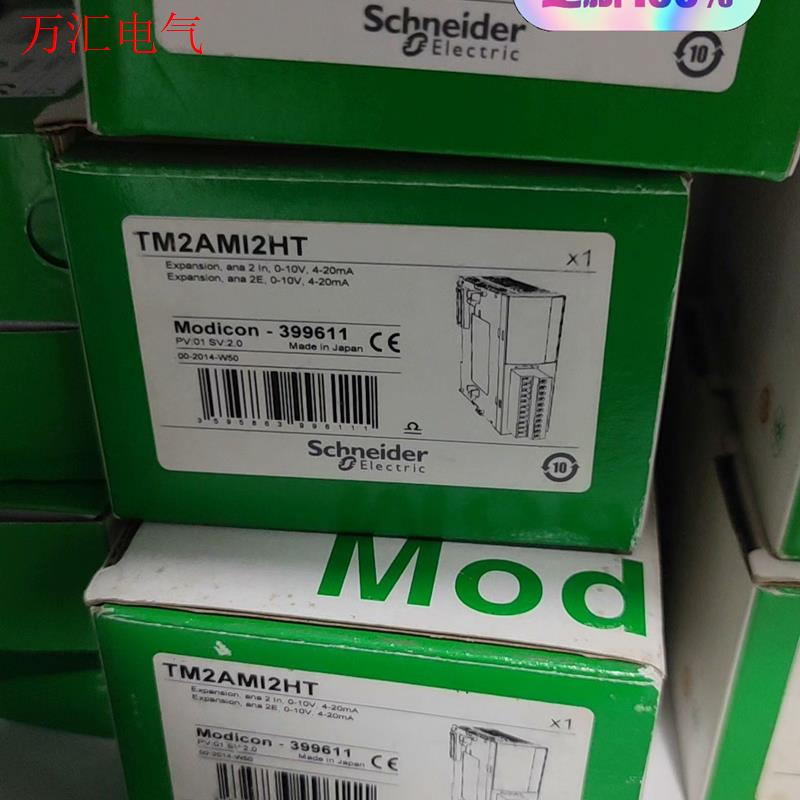 万汇电气
100%
Schneider
Electric
10
TM2AMI2HT
x1
Expansion, ana 2 In, 0-10V, 4-20mA
Expansion, ana 2E, 0-10V, 4-20mA
Modicon - 399611
PV:01 SV:2.0 Made in Japan CE
00-2014-W50
3595863996111
Schneider
Electric
10
Mod
TM2AMI2HT
x1
Expansion, ana 2 In, 0-10V, 4-20mA
Expansion, ana 2E, 0-10V, 4-20mA
Modicon - 399611
PV:01 SV:2.0 Made in Japan CE
00-2014-W50